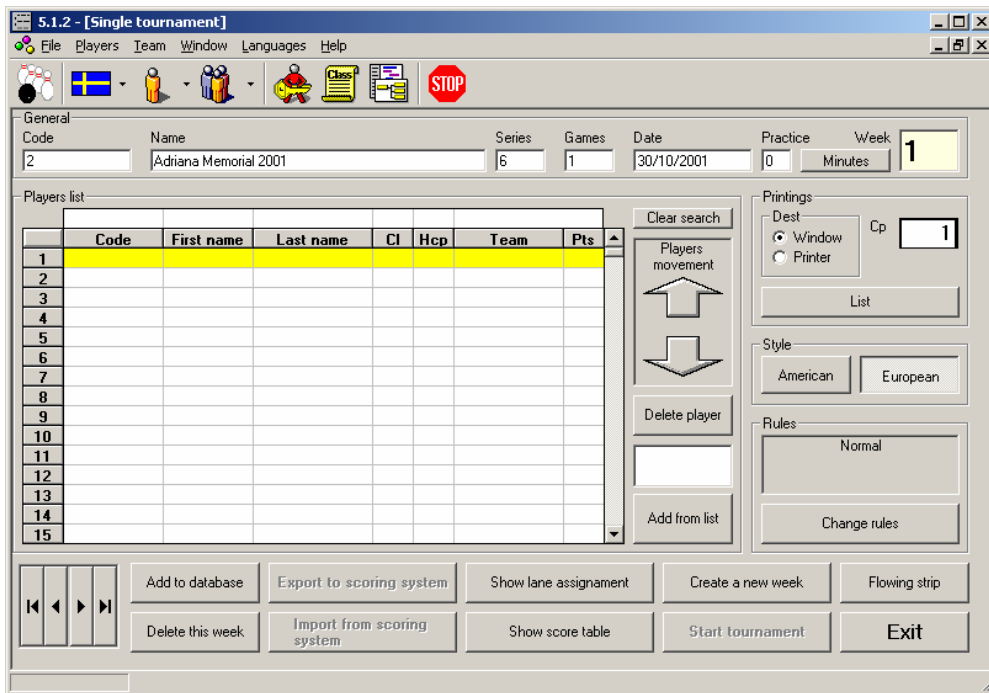 5.1.2 - [Single tournament]
File Players Team Window Languages Help
Class
STOP
General
Code Name Series Games Date Practice Week
2 Adriana Memorial 2001 6 1 30/10/2001 0 Minutes 1
Players list
Clear search
Code First name Last name Cl Hcp Team Pts
1
2
3
4
5
6
7
8
9
10
11
12
13
14
15
Players
movement
Delete player
Add from list
Printings
Dest
Window
Printer
Cp 1
List
Style
American European
Rules
Normal
Change rules
Add to database Export to scoring system Show lane assignament Create a new week Flowing strip
Delete this week Import from scoring
system Show score table Start tournament Exit